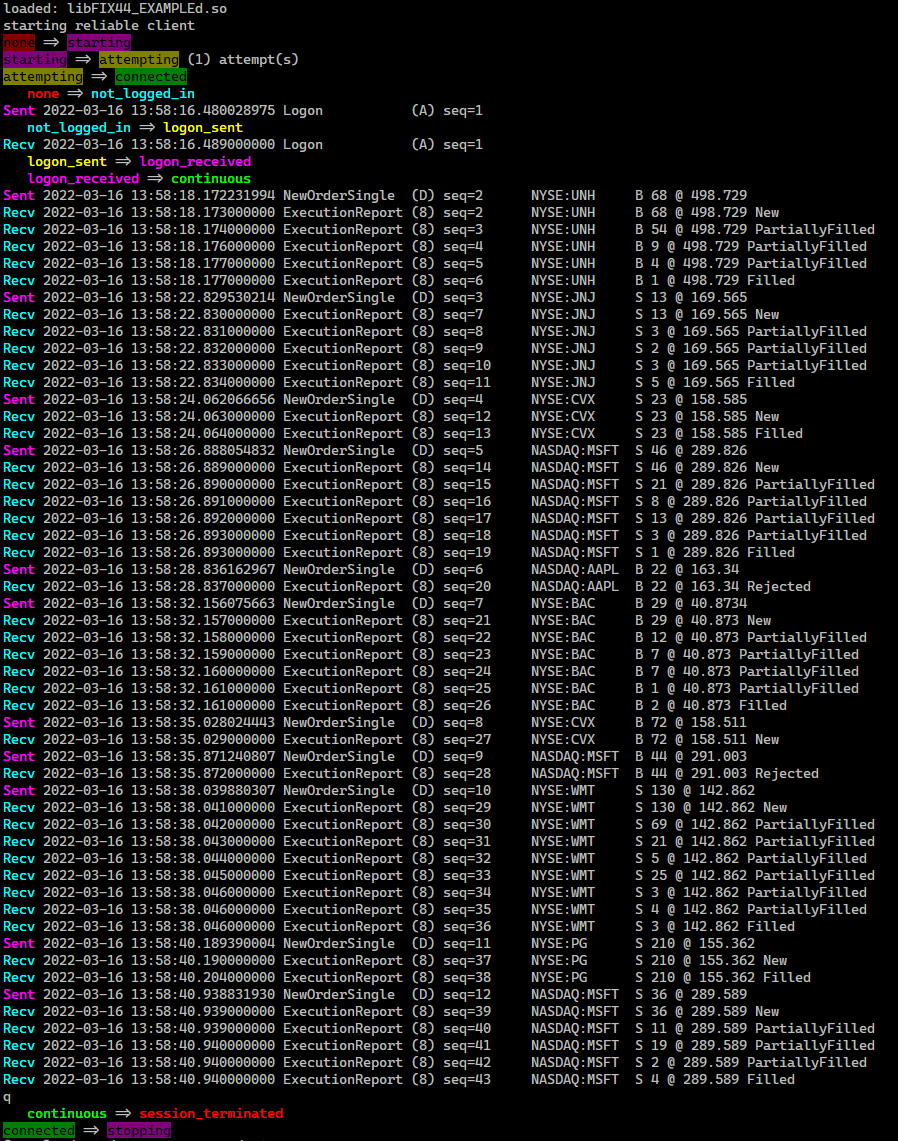 loaded: libFIX44_EXAMPLEd.so
starting reliable client
none => starting
starting => attempting (1) attempt(s)
attempting => connected
none => not_logged_in
Sent 2022-03-16 13:58:16.480028975 Logon (A) seq=1
not_logged_in => logon_sent
Recv 2022-03-16 13:58:16.489000000 Logon (A) seq=1
logon_sent => logon_received
logon_received => continuous
Sent 2022-03-16 13:58:18.172231994 NewOrderSingle (D) seq=2 NYSE:UNH B 68 @ 498.729
Recv 2022-03-16 13:58:18.173000000 ExecutionReport (8) seq=2 NYSE:UNH B 68 @ 498.729 New
Recv 2022-03-16 13:58:18.174000000 ExecutionReport (8) seq=3 NYSE:UNH B 54 @ 498.729 PartiallyFilled
Recv 2022-03-16 13:58:18.176000000 ExecutionReport (8) seq=4 NYSE:UNH B 9 @ 498.729 PartiallyFilled
Recv 2022-03-16 13:58:18.177000000 ExecutionReport (8) seq=5 NYSE:UNH B 4 @ 498.729 PartiallyFilled
Recv 2022-03-16 13:58:18.177000000 ExecutionReport (8) seq=6 NYSE:UNH B 1 @ 498.729 Filled
Sent 2022-03-16 13:58:22.829530214 NewOrderSingle (D) seq=3 NYSE:JNJ S 13 @ 169.565
Recv 2022-03-16 13:58:22.830000000 ExecutionReport (8) seq=7 NYSE:JNJ S 13 @ 169.565 New
Recv 2022-03-16 13:58:22.831000000 ExecutionReport (8) seq=8 NYSE:JNJ S 3 @ 169.565 PartiallyFilled
Recv 2022-03-16 13:58:22.832000000 ExecutionReport (8) seq=9 NYSE:JNJ S 2 @ 169.565 PartiallyFilled
Recv 2022-03-16 13:58:22.833000000 ExecutionReport (8) seq=10 NYSE:JNJ S 3 @ 169.565 PartiallyFilled
Recv 2022-03-16 13:58:22.834000000 ExecutionReport (8) seq=11 NYSE:JNJ S 5 @ 169.565 Filled
Sent 2022-03-16 13:58:24.062066656 NewOrderSingle (D) seq=4 NYSE:CVX S 23 @ 158.585
Recv 2022-03-16 13:58:24.063000000 ExecutionReport (8) seq=12 NYSE:CVX S 23 @ 158.585 New
Recv 2022-03-16 13:58:24.064000000 ExecutionReport (8) seq=13 NYSE:CVX S 23 @ 158.585 Filled
Sent 2022-03-16 13:58:26.888054832 NewOrderSingle (D) seq=5 NASDAQ:MSFT S 46 @ 289.826
Recv 2022-03-16 13:58:26.889000000 ExecutionReport (8) seq=14 NASDAQ:MSFT S 46 @ 289.826 New
Recv 2022-03-16 13:58:26.890000000 ExecutionReport (8) seq=15 NASDAQ:MSFT S 21 @ 289.826 PartiallyFilled
Recv 2022-03-16 13:58:26.891000000 ExecutionReport (8) seq=16 NASDAQ:MSFT S 8 @ 289.826 PartiallyFilled
Recv 2022-03-16 13:58:26.892000000 ExecutionReport (8) seq=17 NASDAQ:MSFT S 13 @ 289.826 PartiallyFilled
Recv 2022-03-16 13:58:26.893000000 ExecutionReport (8) seq=18 NASDAQ:MSFT S 3 @ 289.826 PartiallyFilled
Recv 2022-03-16 13:58:26.893000000 ExecutionReport (8) seq=19 NASDAQ:MSFT S 1 @ 289.826 Filled
Sent 2022-03-16 13:58:28.836162967 NewOrderSingle (D) seq=6 NASDAQ:AAPL B 22 @ 163.34
Recv 2022-03-16 13:58:28.837000000 ExecutionReport (8) seq=20 NASDAQ:AAPL B 22 @ 163.34 Rejected
Sent 2022-03-16 13:58:32.156075663 NewOrderSingle (D) seq=7 NYSE:BAC B 29 @ 40.8734
Recv 2022-03-16 13:58:32.157000000 ExecutionReport (8) seq=21 NYSE:BAC B 29 @ 40.873 New
Recv 2022-03-16 13:58:32.158000000 ExecutionReport (8) seq=22 NYSE:BAC B 12 @ 40.873 PartiallyFilled
Recv 2022-03-16 13:58:32.159000000 ExecutionReport (8) seq=23 NYSE:BAC B 7 @ 40.873 PartiallyFilled
Recv 2022-03-16 13:58:32.160000000 ExecutionReport (8) seq=24 NYSE:BAC B 7 @ 40.873 PartiallyFilled
Recv 2022-03-16 13:58:32.161000000 ExecutionReport (8) seq=25 NYSE:BAC B 1 @ 40.873 PartiallyFilled
Recv 2022-03-16 13:58:32.161000000 ExecutionReport (8) seq=26 NYSE:BAC B 2 @ 40.873 Filled
Sent 2022-03-16 13:58:35.028024443 NewOrderSingle (D) seq=8 NYSE:CVX B 72 @ 158.511
Recv 2022-03-16 13:58:35.029000000 ExecutionReport (8) seq=27 NYSE:CVX B 72 @ 158.511 New
Sent 2022-03-16 13:58:35.871240807 NewOrderSingle (D) seq=9 NASDAQ:MSFT B 44 @ 291.003
Recv 2022-03-16 13:58:35.872000000 ExecutionReport (8) seq=28 NASDAQ:MSFT B 44 @ 291.003 Rejected
Sent 2022-03-16 13:58:38.039880307 NewOrderSingle (D) seq=10 NYSE:WMT S 130 @ 142.862
Recv 2022-03-16 13:58:38.041000000 ExecutionReport (8) seq=29 NYSE:WMT S 130 @ 142.862 New
Recv 2022-03-16 13:58:38.042000000 ExecutionReport (8) seq=30 NYSE:WMT S 69 @ 142.862 PartiallyFilled
Recv 2022-03-16 13:58:38.043000000 ExecutionReport (8) seq=31 NYSE:WMT S 21 @ 142.862 PartiallyFilled
Recv 2022-03-16 13:58:38.044000000 ExecutionReport (8) seq=32 NYSE:WMT S 5 @ 142.862 PartiallyFilled
Recv 2022-03-16 13:58:38.045000000 ExecutionReport (8) seq=33 NYSE:WMT S 25 @ 142.862 PartiallyFilled
Recv 2022-03-16 13:58:38.046000000 ExecutionReport (8) seq=34 NYSE:WMT S 3 @ 142.862 PartiallyFilled
Recv 2022-03-16 13:58:38.046000000 ExecutionReport (8) seq=35 NYSE:WMT S 4 @ 142.862 PartiallyFilled
Recv 2022-03-16 13:58:38.046000000 ExecutionReport (8) seq=36 NYSE:WMT S 3 @ 142.862 Filled
Sent 2022-03-16 13:58:40.189390004 NewOrderSingle (D) seq=11 NYSE:PG S 210 @ 155.362
Recv 2022-03-16 13:58:40.190000000 ExecutionReport (8) seq=37 NYSE:PG S 210 @ 155.362 New
Recv 2022-03-16 13:58:40.204000000 ExecutionReport (8) seq=38 NYSE:PG S 210 @ 155.362 Filled
Sent 2022-03-16 13:58:40.938831930 NewOrderSingle (D) seq=12 NASDAQ:MSFT S 36 @ 289.589
Recv 2022-03-16 13:58:40.939000000 ExecutionReport (8) seq=39 NASDAQ:MSFT S 36 @ 289.589 New
Recv 2022-03-16 13:58:40.939000000 ExecutionReport (8) seq=40 NASDAQ:MSFT S 11 @ 289.589 PartiallyFilled
Recv 2022-03-16 13:58:40.940000000 ExecutionReport (8) seq=41 NASDAQ:MSFT S 19 @ 289.589 PartiallyFilled
Recv 2022-03-16 13:58:40.940000000 ExecutionReport (8) seq=42 NASDAQ:MSFT S 2 @ 289.589 PartiallyFilled
Recv 2022-03-16 13:58:40.940000000 ExecutionReport (8) seq=43 NASDAQ:MSFT S 4 @ 289.589 Filled
q
continuous => session_terminated
connected => stopping